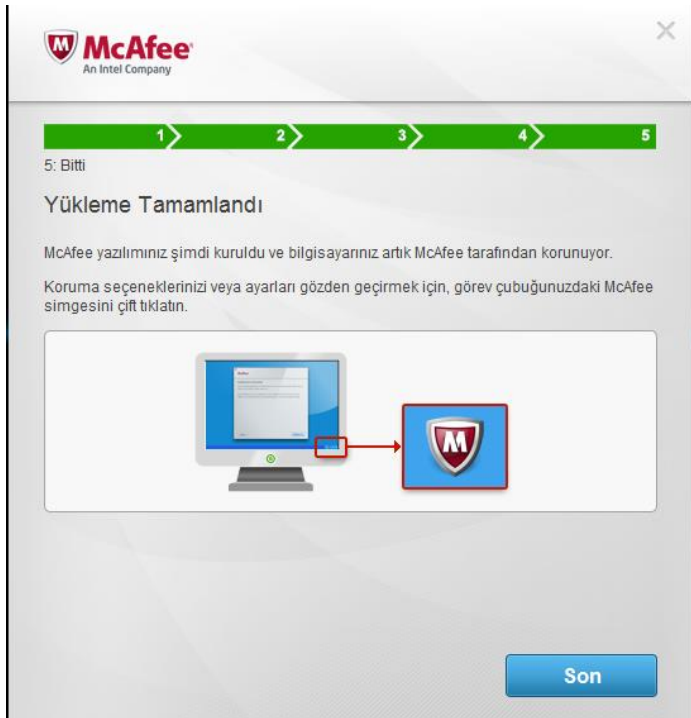 McAfee
An Intel Company
1 2 3 4 5
5: Bitti
Yükleme Tamamlandı
McAfee yazılımınız şimdi kuruldu ve bilgisayarınız artık McAfee tarafından korunuyor.
Koruma seçeneklerinizi veya ayarları gözden geçirmek için, görev çubuğunuzdaki McAfee
simgesini çift tıklatın.
Son